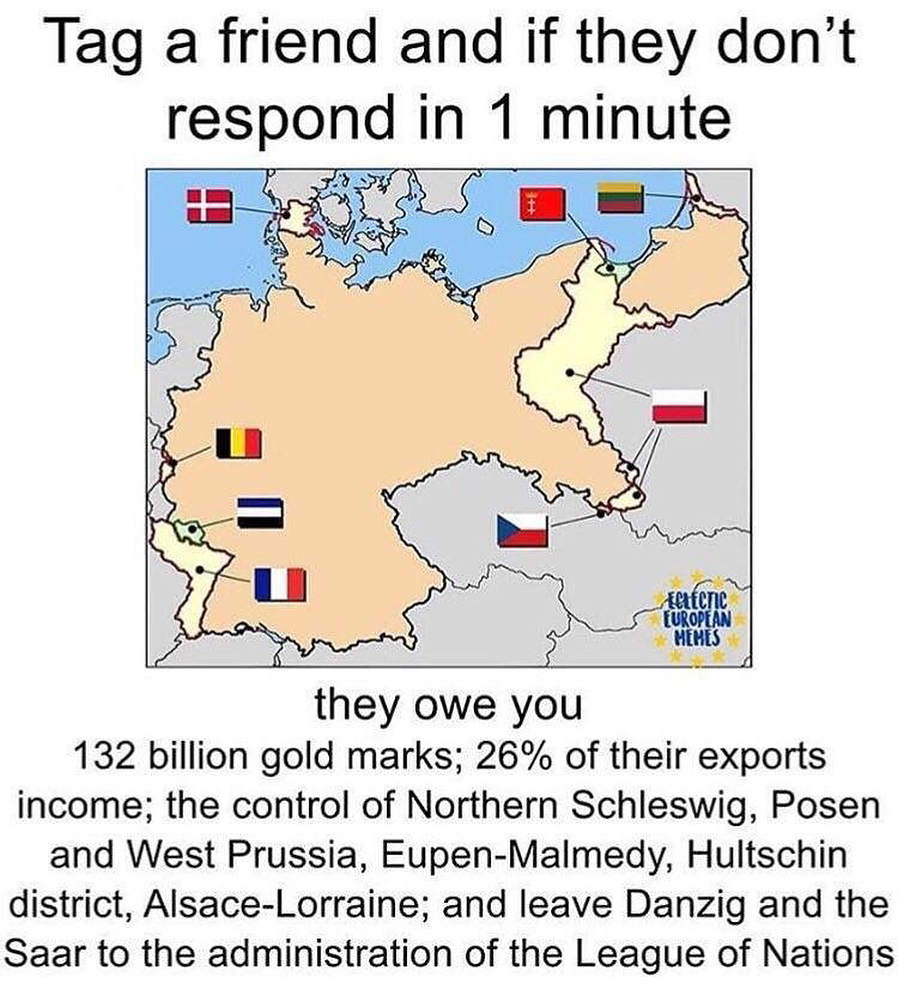 Tag a friend and if they don't
respond in 1 minute
ECLECTIC
EUROPEAN
MEMES
they owe you
132 billion gold marks; 26% of their exports
income; the control of Northern Schleswig, Posen
and West Prussia, Eupen-Malmedy, Hultschin
district, Alsace-Lorraine; and leave Danzig and the
Saar to the administration of the League of Nations